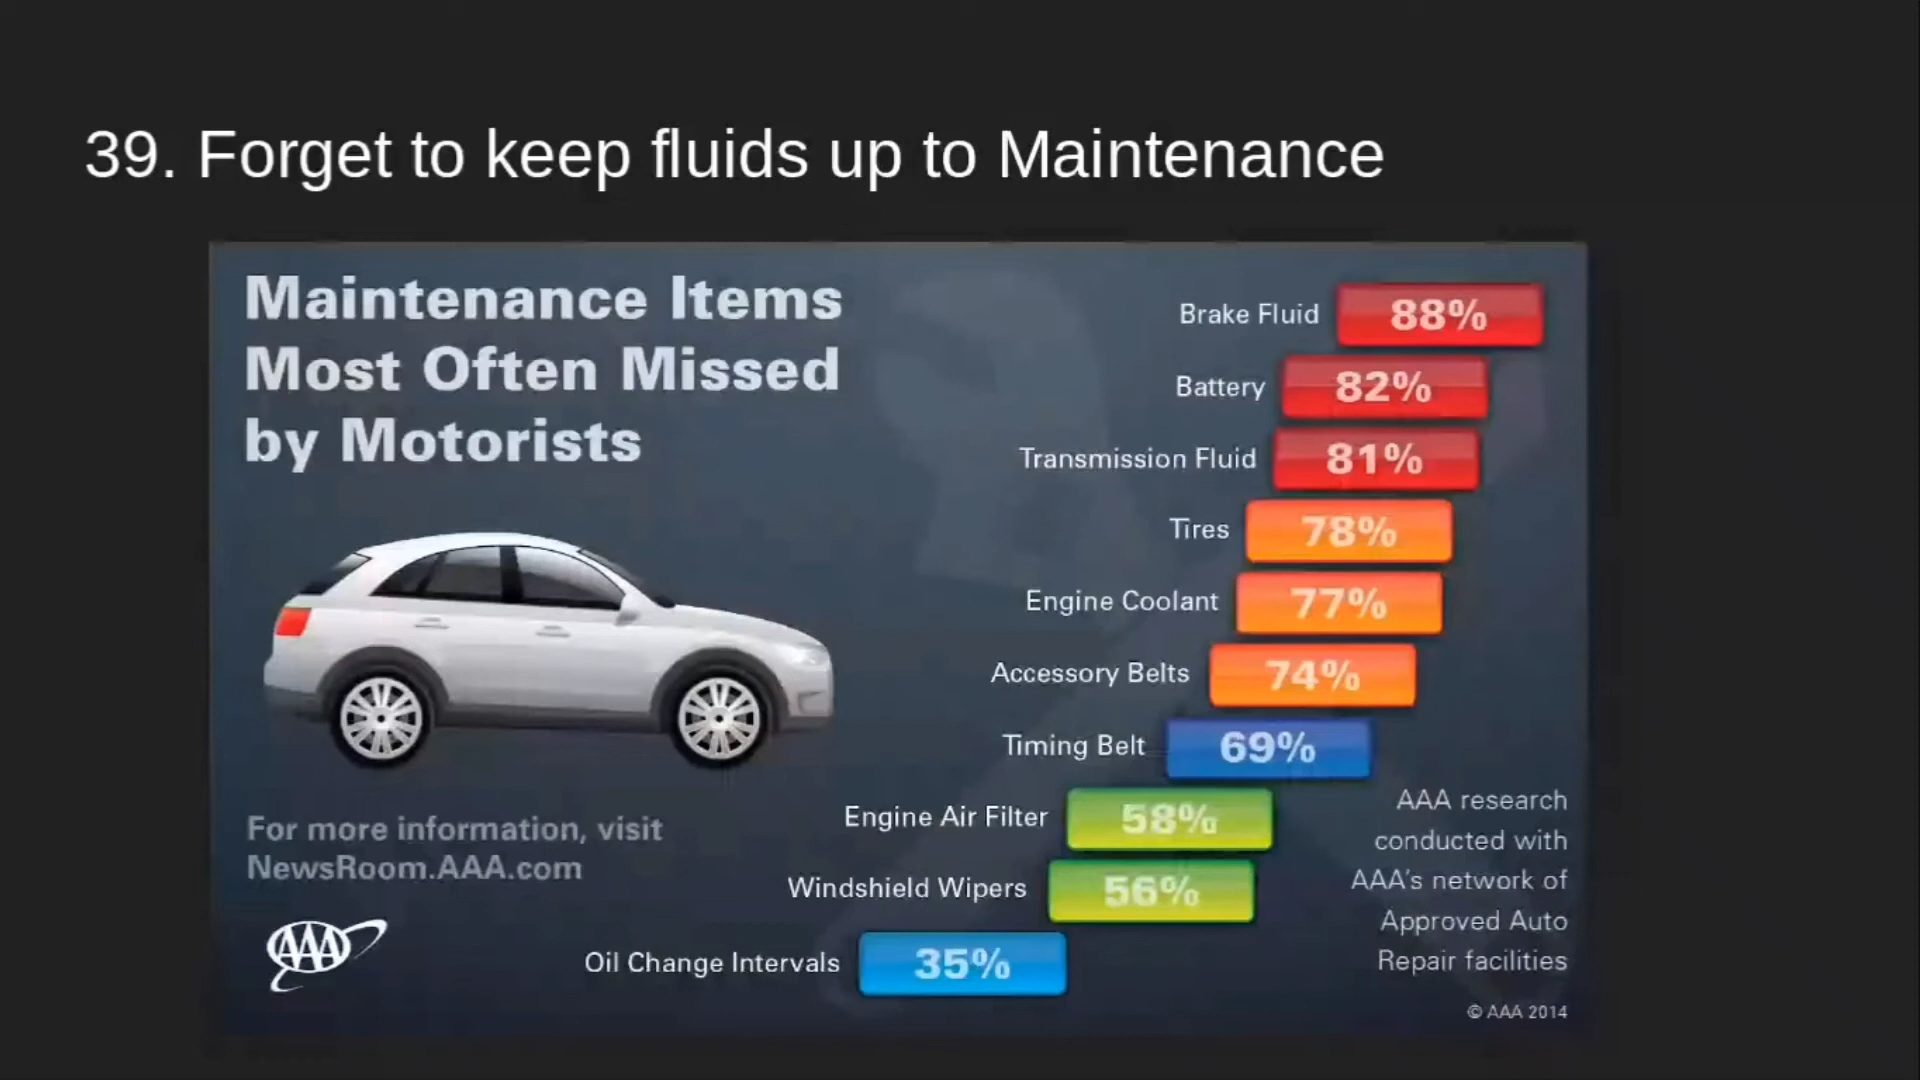 39. Forget to keep fluids up to Maintenance
Maintenance Items
Most Often Missed
by Motorists
Brake Fluid 88%
Battery 82%
Transmission Fluid 81%
Tires 78%
Engine Coolant 77%
Accessory Belts 74%
Timing Belt 69%
Engine Air Filter 58%
Windshield Wipers 56%
Oil Change Intervals 35%
For more information, visit
NewsRoom.AAA.com
AAA
AAA research
conducted with
AAA's network of
Approved Auto
Repair facilities
© AAA 2014